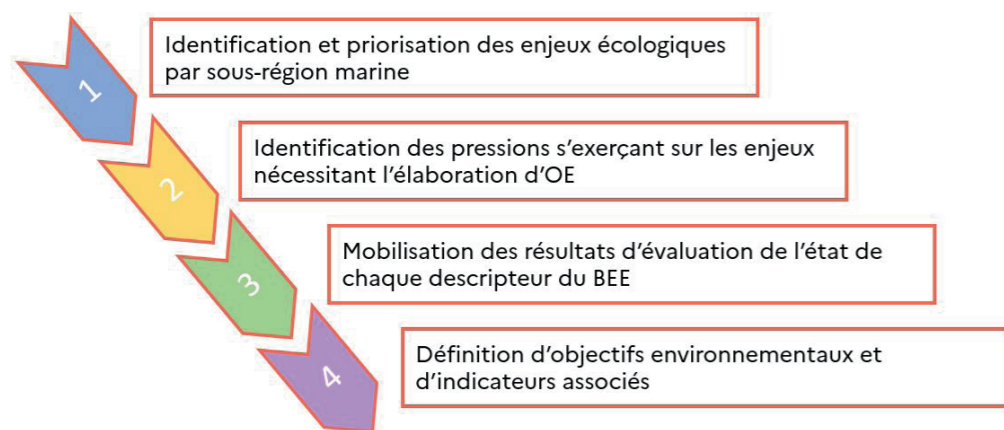 1
Identification et priorisation des enjeux écologiques
par sous-région marine
2
Identification des pressions s’exerçant sur les enjeux
nécessitant l’élaboration d’OE
3
Mobilisation des résultats d’évaluation de l’état de
chaque descripteur du BEE
4
Définition d’objectifs environnementaux et
d’indicateurs associés